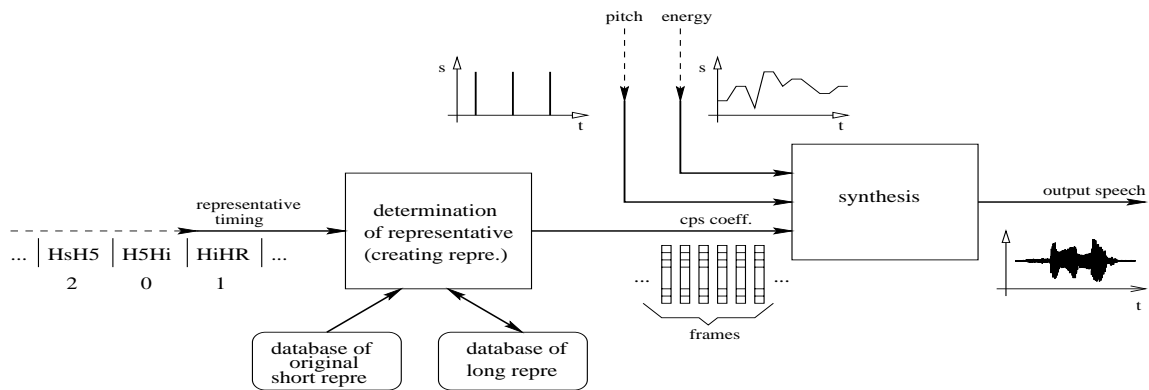 pitch energy
s
t
s
t
representative
timing
... HsH5 H5Hi HiHR ...
2 0 1
determination
of representative
(creating repre.)
cps coeff.
synthesis
output speech
... ...
frames
t
database of
original
short repre
database of
long repre